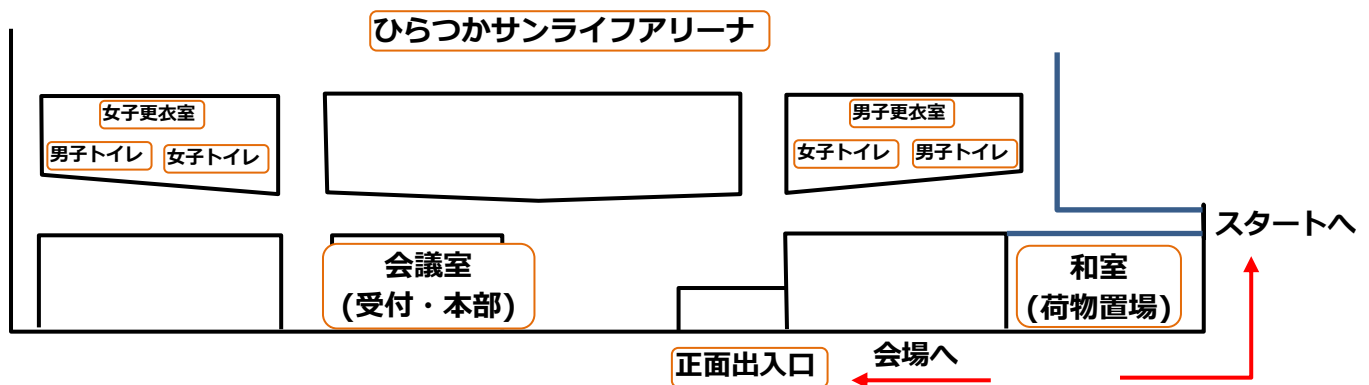 ひらつかサンライフアリーナ
女子更衣室
男子トイレ 女子トイレ
男子更衣室
女子トイレ 男子トイレ
スタートへ
会議室
(受付・本部)
和室
(荷物置場)
正面出入口
会場へ